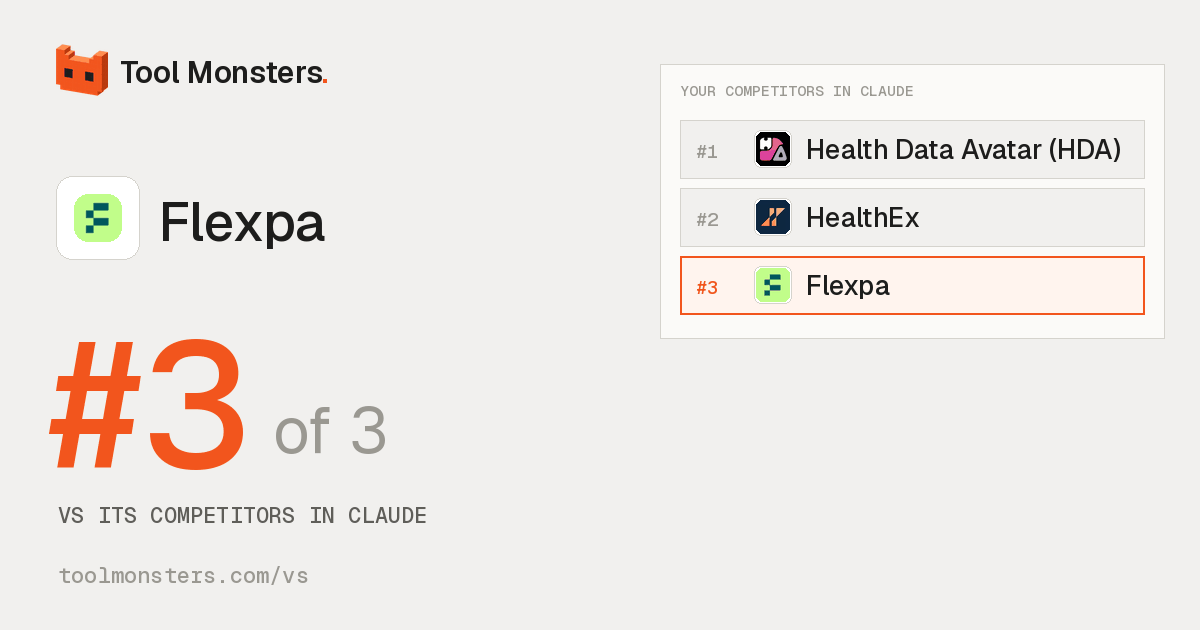 Tool Monsters.
Flexpa
#3 of 3
VS ITS COMPETITORS IN CLAUDE
toolmonsters.com/vs
YOUR COMPETITORS IN CLAUDE
#1 Health Data Avatar (HDA)
#2 HealthEx
#3 Flexpa